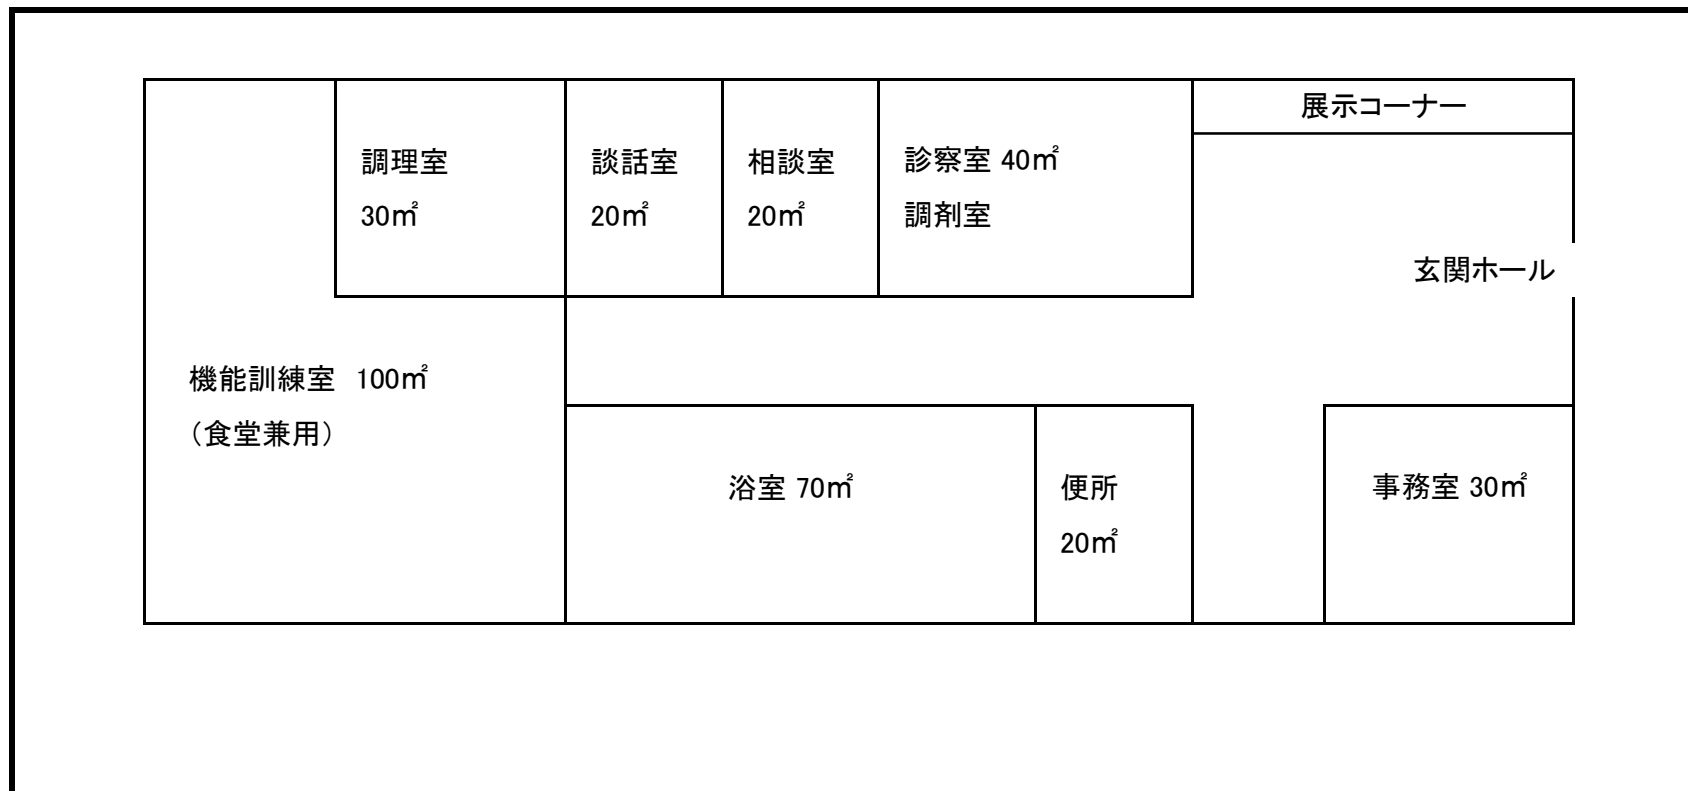 展示コーナー
調理室
30㎡
談話室
20㎡
相談室
20㎡
診察室 40㎡
調剤室
玄関ホール
機能訓練室　100㎡
（食堂兼用）
浴室 70㎡
便所
20㎡
事務室 30㎡